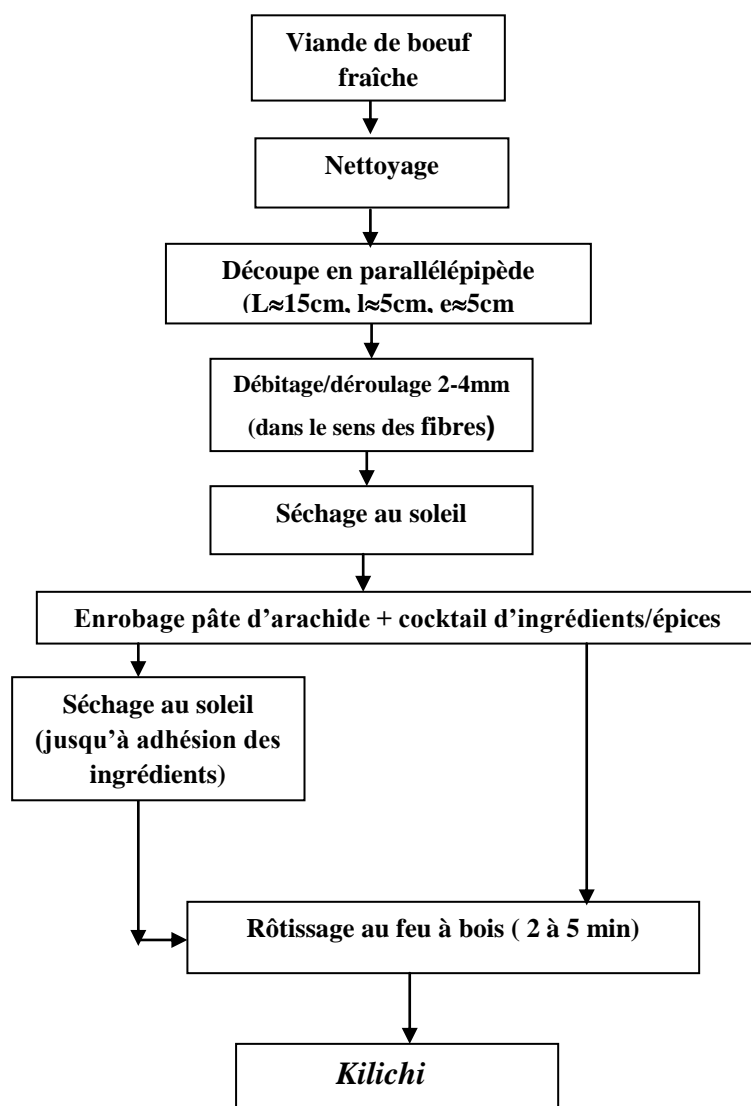 Viande de boeuf
fraîche
Nettoyage
Découpe en parallélépipède
(L≈15cm, l≈5cm, e≈5cm
Débitage/déroulage 2-4mm
(dans le sens des fibres)
Séchage au soleil
Enrobage pâte d’arachide + cocktail d’ingrédients/épices
Séchage au soleil
(jusqu’à adhésion des
ingrédients)
Rôtissage au feu à bois ( 2 à 5 min)
Kilichi